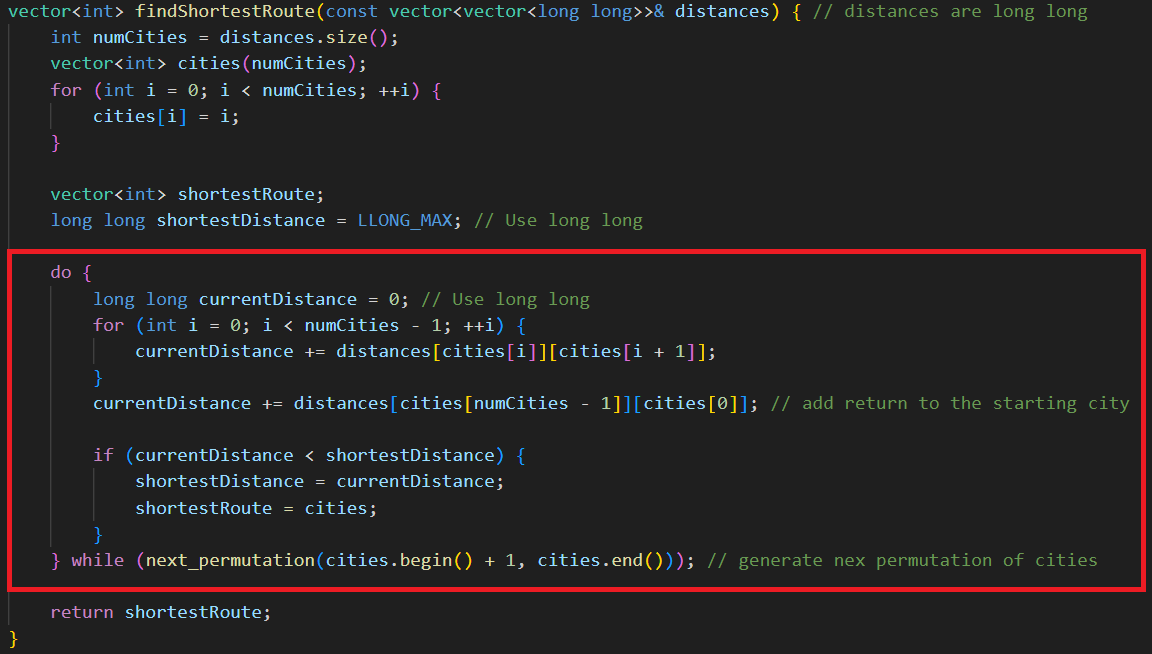 vector<int> findShortestRoute(const vector<vector<long long>>& distances) { // distances are long long
    int numCities = distances.size();
    vector<int> cities(numCities);
    for (int i = 0; i < numCities; ++i) {
        cities[i] = i;
    }
    vector<int> shortestRoute;
    long long shortestDistance = LLONG_MAX; // Use long long
    do {
        long long currentDistance = 0; // Use long long
        for (int i = 0; i < numCities - 1; ++i) {
            currentDistance += distances[cities[i]][cities[i + 1]];
        }
        currentDistance += distances[cities[numCities - 1]][cities[0]]; // add return to the starting city
        if (currentDistance < shortestDistance) {
            shortestDistance = currentDistance;
            shortestRoute = cities;
        }
    } while (next_permutation(cities.begin() + 1, cities.end())); // generate nex permutation of cities
    return shortestRoute;
}